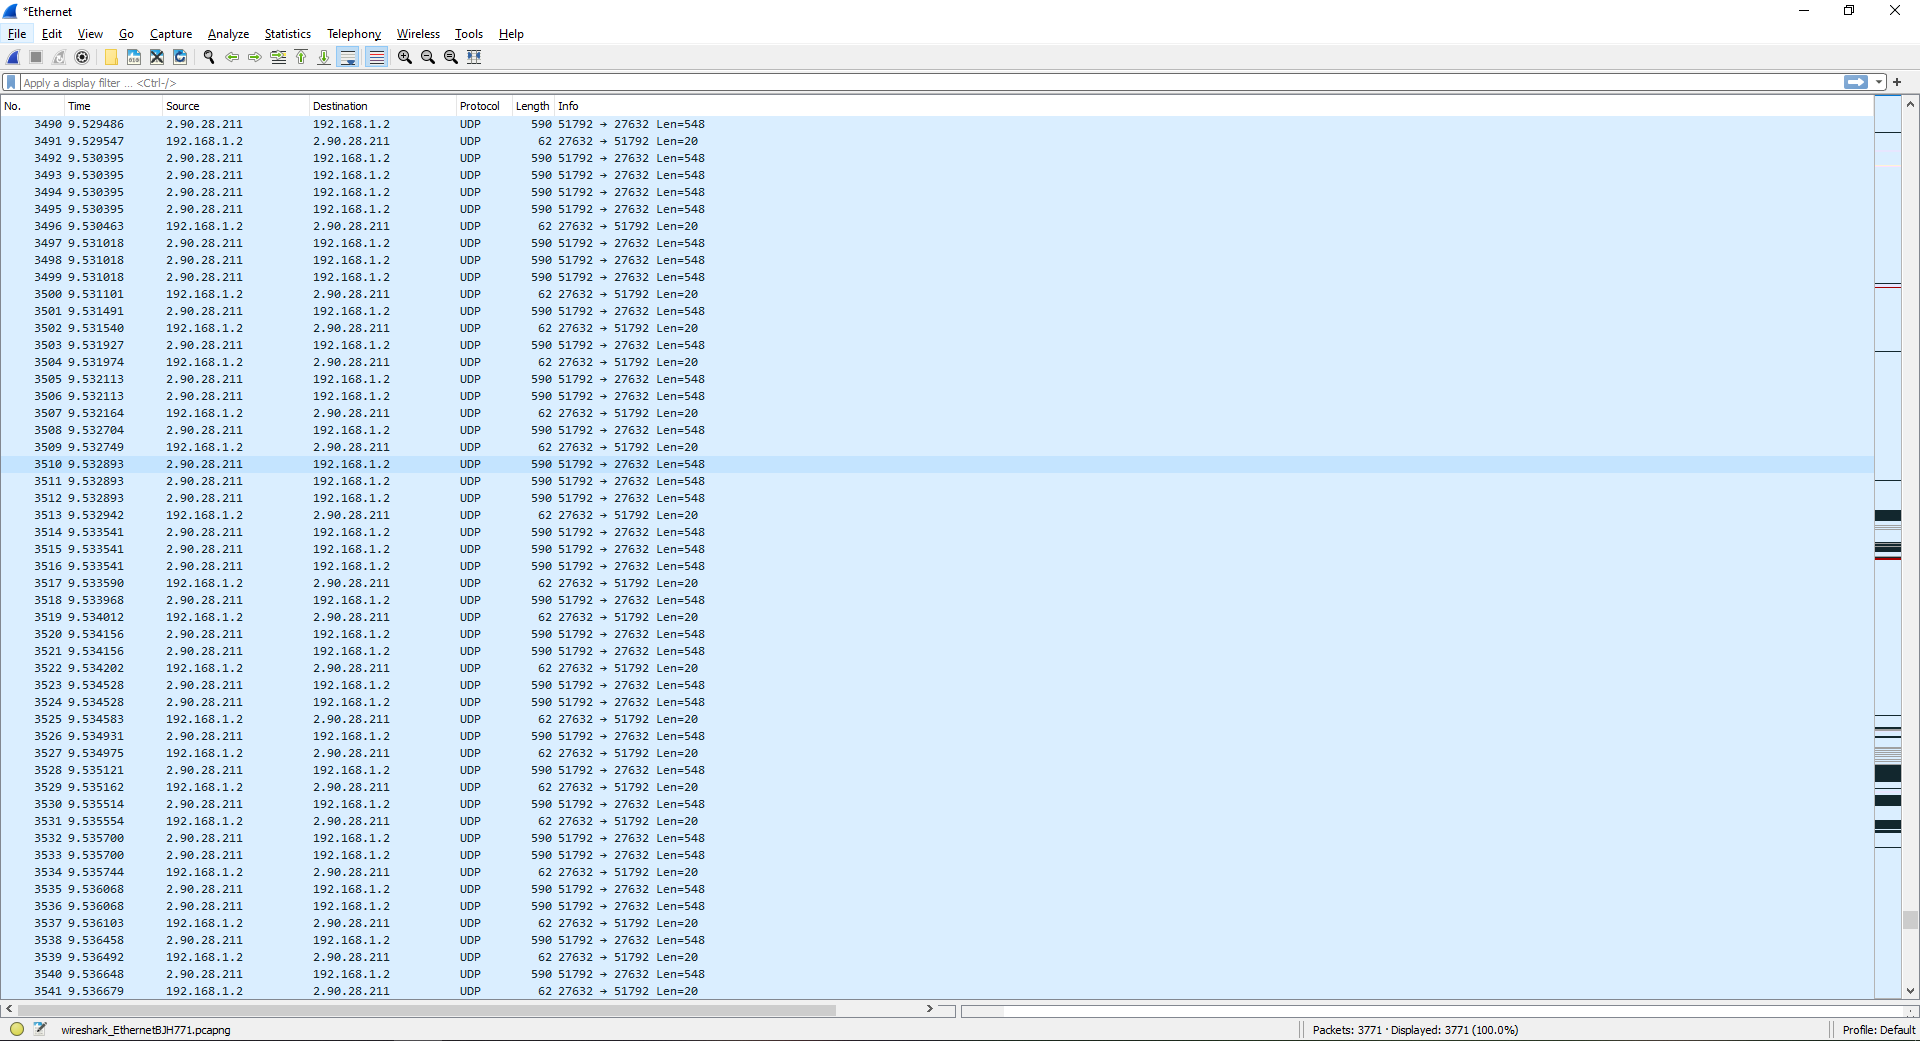 *Ethernet
File Edit View Go Capture Analyze Statistics Telephony Wireless Tools Help
Apply a display filter ... <Ctrl-/>
No. Time Source Destination Protocol Length Info
3490 9.529486 2.90.28.211 192.168.1.2 UDP 590 51792 → 27632 Len=548
3491 9.529547 192.168.1.2 2.90.28.211 UDP 62 27632 → 51792 Len=20
3492 9.530395 2.90.28.211 192.168.1.2 UDP 590 51792 → 27632 Len=548
3493 9.530395 2.90.28.211 192.168.1.2 UDP 590 51792 → 27632 Len=548
3494 9.530395 2.90.28.211 192.168.1.2 UDP 590 51792 → 27632 Len=548
3495 9.530395 2.90.28.211 192.168.1.2 UDP 590 51792 → 27632 Len=548
3496 9.530463 192.168.1.2 2.90.28.211 UDP 62 27632 → 51792 Len=20
3497 9.531018 2.90.28.211 192.168.1.2 UDP 590 51792 → 27632 Len=548
3498 9.531018 2.90.28.211 192.168.1.2 UDP 590 51792 → 27632 Len=548
3499 9.531018 2.90.28.211 192.168.1.2 UDP 590 51792 → 27632 Len=548
3500 9.531101 192.168.1.2 2.90.28.211 UDP 62 27632 → 51792 Len=20
3501 9.531491 2.90.28.211 192.168.1.2 UDP 590 51792 → 27632 Len=548
3502 9.531540 192.168.1.2 2.90.28.211 UDP 62 27632 → 51792 Len=20
3503 9.531927 2.90.28.211 192.168.1.2 UDP 590 51792 → 27632 Len=548
3504 9.531974 192.168.1.2 2.90.28.211 UDP 62 27632 → 51792 Len=20
3505 9.532113 2.90.28.211 192.168.1.2 UDP 590 51792 → 27632 Len=548
3506 9.532113 2.90.28.211 192.168.1.2 UDP 590 51792 → 27632 Len=548
3507 9.532164 192.168.1.2 2.90.28.211 UDP 62 27632 → 51792 Len=20
3508 9.532704 2.90.28.211 192.168.1.2 UDP 590 51792 → 27632 Len=548
3509 9.532749 192.168.1.2 2.90.28.211 UDP 62 27632 → 51792 Len=20
3510 9.532893 2.90.28.211 192.168.1.2 UDP 590 51792 → 27632 Len=548
3511 9.532893 2.90.28.211 192.168.1.2 UDP 590 51792 → 27632 Len=548
3512 9.532893 2.90.28.211 192.168.1.2 UDP 590 51792 → 27632 Len=548
3513 9.532942 192.168.1.2 2.90.28.211 UDP 62 27632 → 51792 Len=20
3514 9.533541 2.90.28.211 192.168.1.2 UDP 590 51792 → 27632 Len=548
3515 9.533541 2.90.28.211 192.168.1.2 UDP 590 51792 → 27632 Len=548
3516 9.533541 2.90.28.211 192.168.1.2 UDP 590 51792 → 27632 Len=548
3517 9.533590 192.168.1.2 2.90.28.211 UDP 62 27632 → 51792 Len=20
3518 9.533968 2.90.28.211 192.168.1.2 UDP 590 51792 → 27632 Len=548
3519 9.534012 192.168.1.2 2.90.28.211 UDP 62 27632 → 51792 Len=20
3520 9.534156 2.90.28.211 192.168.1.2 UDP 590 51792 → 27632 Len=548
3521 9.534156 2.90.28.211 192.168.1.2 UDP 590 51792 → 27632 Len=548
3522 9.534202 192.168.1.2 2.90.28.211 UDP 62 27632 → 51792 Len=20
3523 9.534528 2.90.28.211 192.168.1.2 UDP 590 51792 → 27632 Len=548
3524 9.534528 2.90.28.211 192.168.1.2 UDP 590 51792 → 27632 Len=548
3525 9.534583 192.168.1.2 2.90.28.211 UDP 62 27632 → 51792 Len=20
3526 9.534931 2.90.28.211 192.168.1.2 UDP 590 51792 → 27632 Len=548
3527 9.534975 192.168.1.2 2.90.28.211 UDP 62 27632 → 51792 Len=20
3528 9.535121 2.90.28.211 192.168.1.2 UDP 590 51792 → 27632 Len=548
3529 9.535162 192.168.1.2 2.90.28.211 UDP 62 27632 → 51792 Len=20
3530 9.535514 2.90.28.211 192.168.1.2 UDP 590 51792 → 27632 Len=548
3531 9.535554 192.168.1.2 2.90.28.211 UDP 62 27632 → 51792 Len=20
3532 9.535700 2.90.28.211 192.168.1.2 UDP 590 51792 → 27632 Len=548
3533 9.535700 2.90.28.211 192.168.1.2 UDP 590 51792 → 27632 Len=548
3534 9.535744 192.168.1.2 2.90.28.211 UDP 62 27632 → 51792 Len=20
3535 9.536068 2.90.28.211 192.168.1.2 UDP 590 51792 → 27632 Len=548
3536 9.536068 2.90.28.211 192.168.1.2 UDP 590 51792 → 27632 Len=548
3537 9.536103 192.168.1.2 2.90.28.211 UDP 62 27632 → 51792 Len=20
3538 9.536458 2.90.28.211 192.168.1.2 UDP 590 51792 → 27632 Len=548
3539 9.536492 192.168.1.2 2.90.28.211 UDP 62 27632 → 51792 Len=20
3540 9.536648 2.90.28.211 192.168.1.2 UDP 590 51792 → 27632 Len=548
3541 9.536679 192.168.1.2 2.90.28.211 UDP 62 27632 → 51792 Len=20
wireshark_EthernetBJH771.pcapng Packets: 3771 · Displayed: 3771 (100.0%) Profile: Default